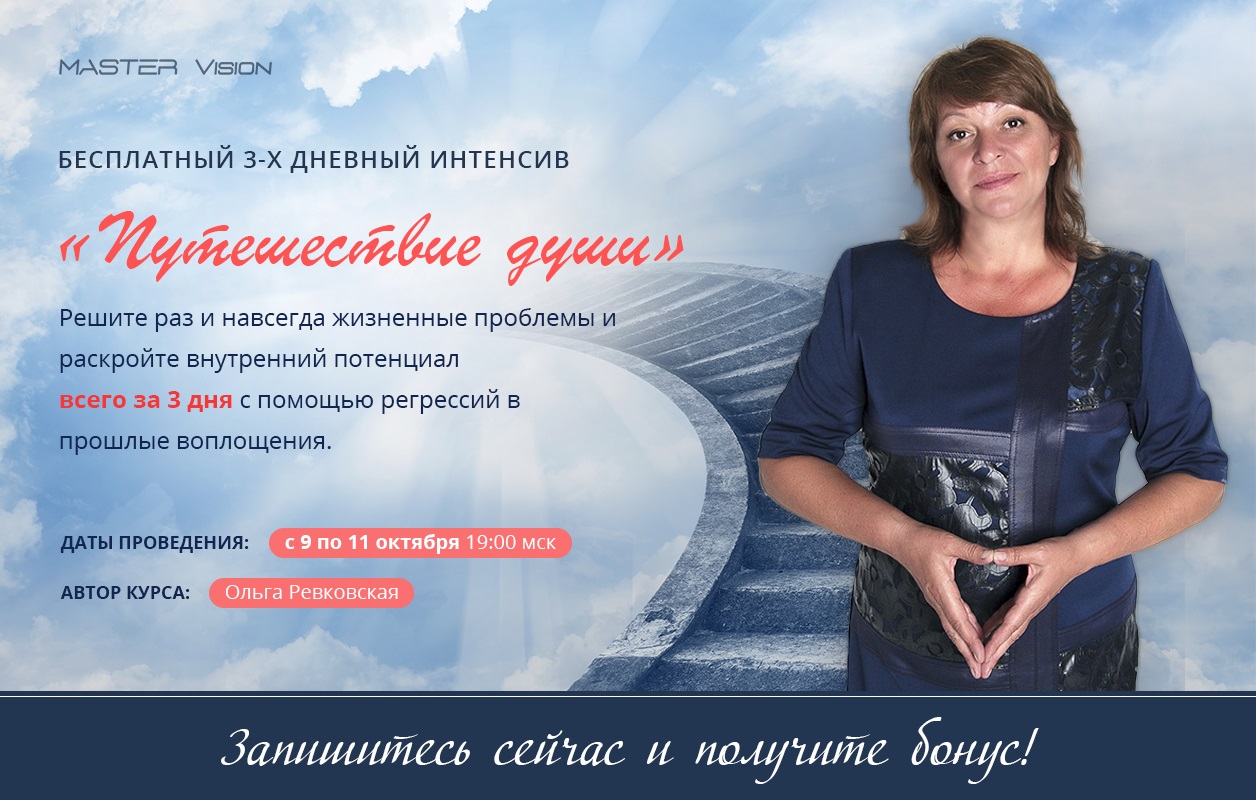 MASTER Vision
БЕСПЛАТНЫЙ 3-Х ДНЕВНЫЙ ИНТЕНСИВ
«Путешествие души»
Решите раз и навсегда жизненные проблемы и
раскройте внутренний потенциал
всего за 3 дня с помощью регрессий в
прошлые воплощения.
ДАТЫ ПРОВЕДЕНИЯ: с 9 по 11 октября 19:00 мск
АВТОР КУРСА: Ольга Ревковская
Запишитесь сейчас и получите бонус!